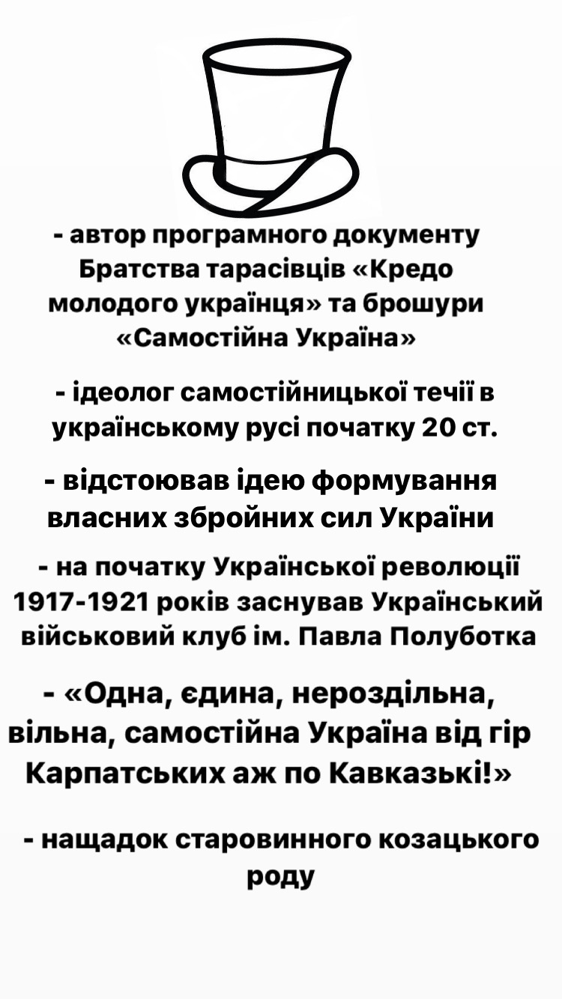 - автор програмного документу
Братства тарасівців «Кредо
молодого українця» та брошури
«Самостійна Україна»
- ідеолог самостійницької течії в
українському русі початку 20 ст.
- відстоював ідею формування
власних збройних сил України
- на початку Української революції
1917-1921 років заснував Український
військовий клуб ім. Павла Полуботка
- «Одна, єдина, нероздільна,
вільна, самостійна Україна від гір
Карпатських аж по Кавказькі!»
- нащадок старовинного козацького
роду